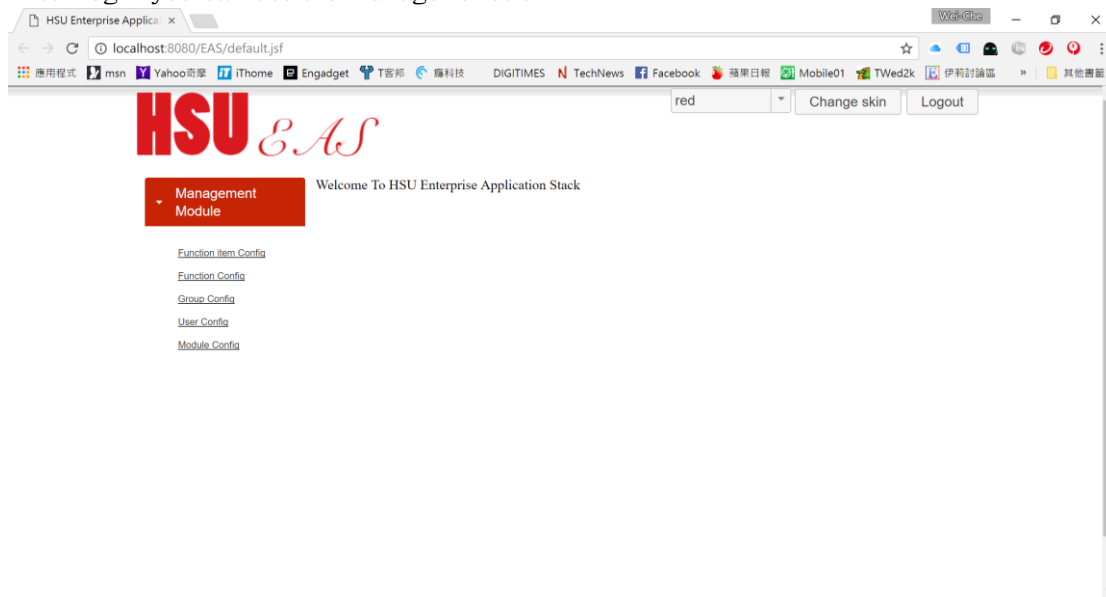 HSU Enterprise Applicat
Wei-Che
localhost:8080/EAS/default.jsf
應用程式 msn Yahoo奇摩 iThome Engadget T客邦 癮科技 DIGITIMES TechNews Facebook 蘋果日報 Mobile01 TWed2k 伊莉討論區 » 其他書籤
HSU EAS
red Change skin Logout
Management
Module
Welcome To HSU Enterprise Application Stack
Function item Config
Function Config
Group Config
User Config
Module Config